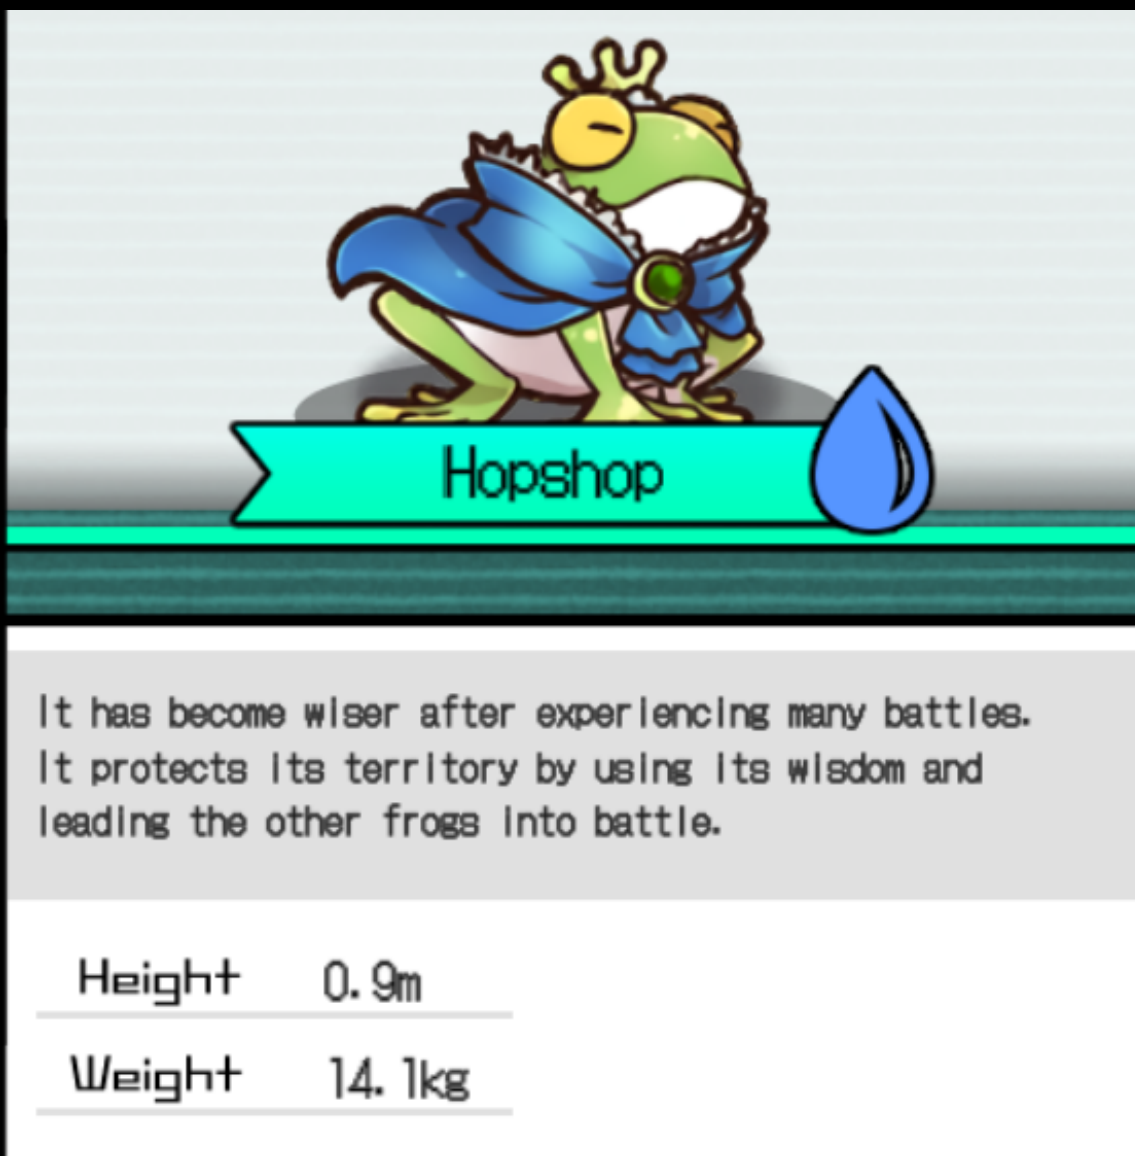 Hopshop
It has become wiser after experiencing many battles.
It protects its territory by using its wisdom and
leading the other frogs into battle.
Height 0.9m
Weight 14.1kg